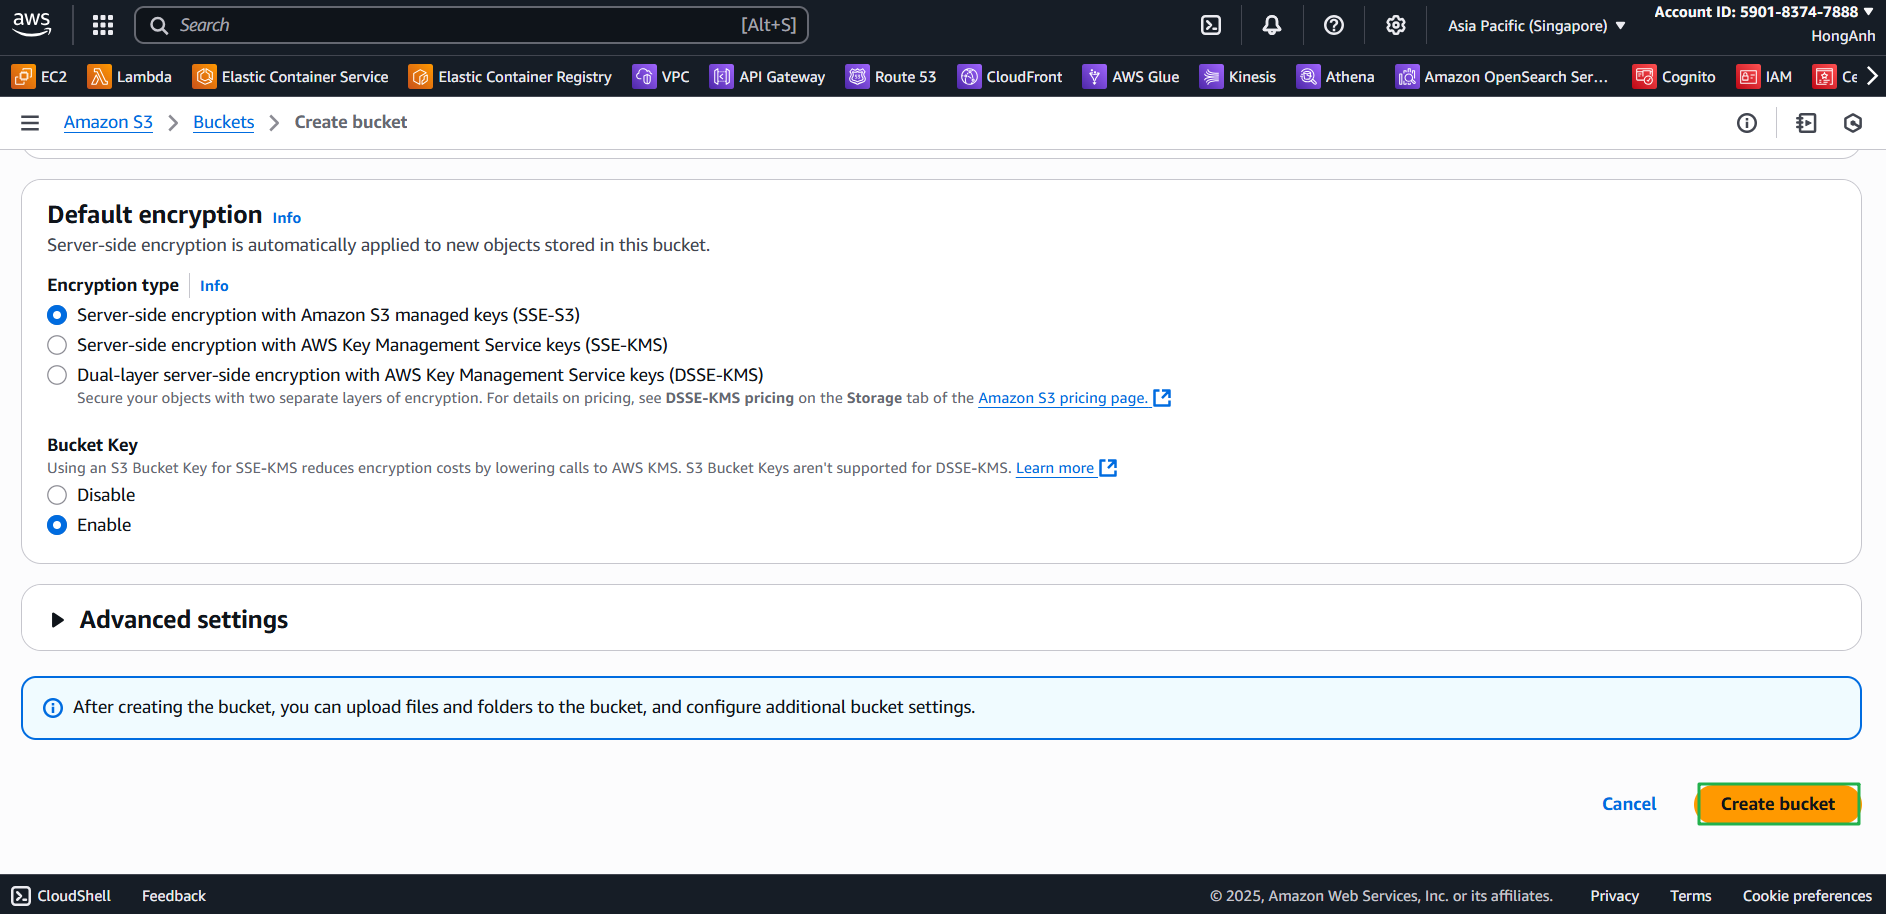 aws
Search [Alt+S]
Asia Pacific (Singapore)
Account ID: 5901-8374-7888
HongAnh
EC2 Lambda Elastic Container Service Elastic Container Registry VPC API Gateway Route 53 CloudFront AWS Glue Kinesis Athena Amazon OpenSearch Ser... Cognito IAM Ce
Amazon S3 Buckets Create bucket
Default encryption Info
Server-side encryption is automatically applied to new objects stored in this bucket.
Encryption type Info
Server-side encryption with Amazon S3 managed keys (SSE-S3)
Server-side encryption with AWS Key Management Service keys (SSE-KMS)
Dual-layer server-side encryption with AWS Key Management Service keys (DSSE-KMS)
Secure your objects with two separate layers of encryption. For details on pricing, see DSSE-KMS pricing on the Storage tab of the Amazon S3 pricing page.
Bucket Key
Using an S3 Bucket Key for SSE-KMS reduces encryption costs by lowering calls to AWS KMS. S3 Bucket Keys aren't supported for DSSE-KMS. Learn more
Disable
Enable
Advanced settings
After creating the bucket, you can upload files and folders to the bucket, and configure additional bucket settings.
Cancel Create bucket
CloudShell Feedback © 2025, Amazon Web Services, Inc. or its affiliates. Privacy Terms Cookie preferences